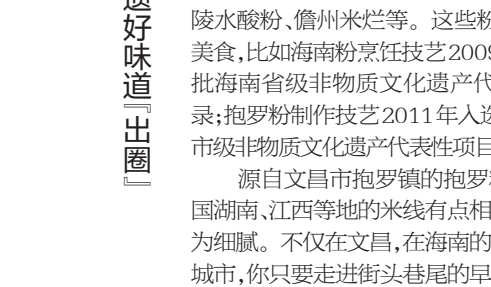 遗好味道『出圈』
陵水酸粉、儋州米烂等。这些粉
美食,比如海南粉烹饪技艺2009
批海南省级非物质文化遗产代
录;抱罗粉制作技艺2011年入选
市级非物质文化遗产代表性项目
源自文昌市抱罗镇的抱罗粉
国湖南、江西等地的米线有点相
为细腻。不仅在文昌,在海南的
城市,你只要走进街头巷尾的早